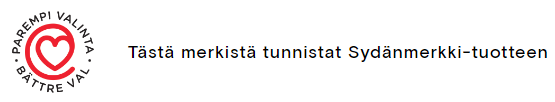 PAREMPI VALINTA
BÄTTRE VAL
Tästä merkistä tunnistat Sydänmerkki-tuotteen